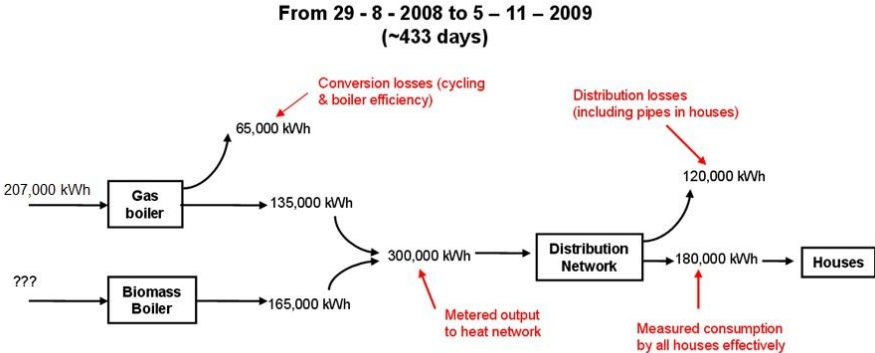 From 29 - 8 - 2008 to 5 – 11 – 2009
(~433 days)
Conversion losses (cycling
& boiler efficiency)
65,000 kWh
Distribution losses
(including pipes in houses)
120,000 kWh
207,000 kWh
Gas
boiler
135,000 kWh
300,000 kWh
Distribution
Network
180,000 kWh
Houses
???
Biomass
Boiler
165,000 kWh
Metered output
to heat network
Measured consumption
by all houses effectively